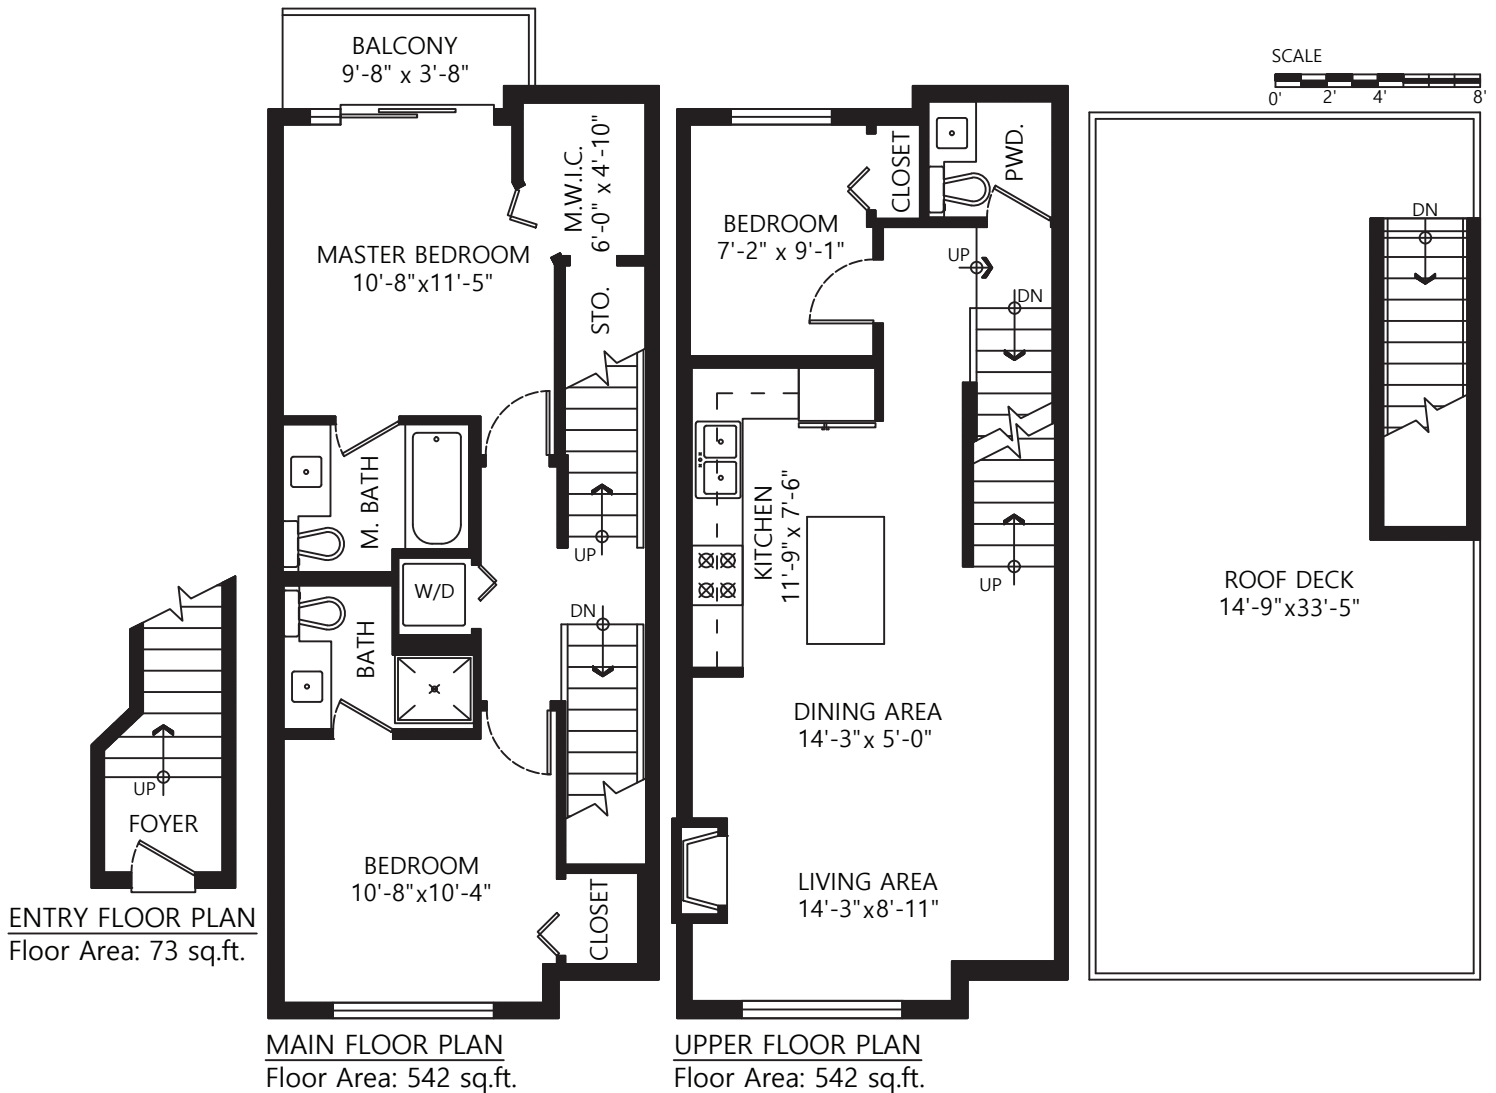 BALCONY
9'-8" x 3'-8"
M.W.I.C.
6'-0" x 4'-10"
MASTER BEDROOM
10'-8"x11'-5"
STO.
M. BATH
UP
W/D
BATH
DN
BEDROOM
10'-8"x10'-4"
CLOSET
MAIN FLOOR PLAN
Floor Area: 542 sq.ft.
UP
FOYER
ENTRY FLOOR PLAN
Floor Area: 73 sq.ft.
CLOSET
PWD.
BEDROOM
7'-2" x 9'-1"
UP
DN
KITCHEN
11'-9"x 7'-6"
UP
DINING AREA
14'-3"x 5'-0"
LIVING AREA
14'-3"x8'-11"
UPPER FLOOR PLAN
Floor Area: 542 sq.ft.
SCALE
0' 2' 4' 8'
DN
ROOF DECK
14'-9"x33'-5"